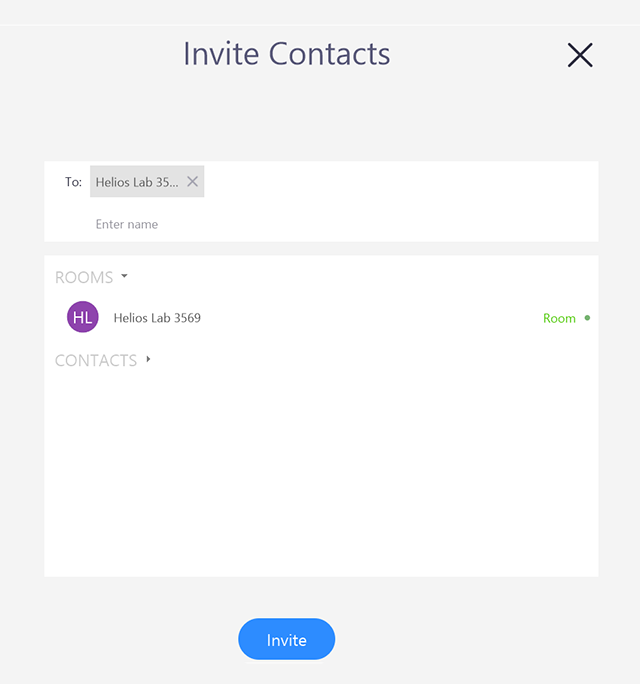 Invite Contacts
To: Helios Lab 35...
Enter name
ROOMS
HL Helios Lab 3569 Room
CONTACTS
Invite